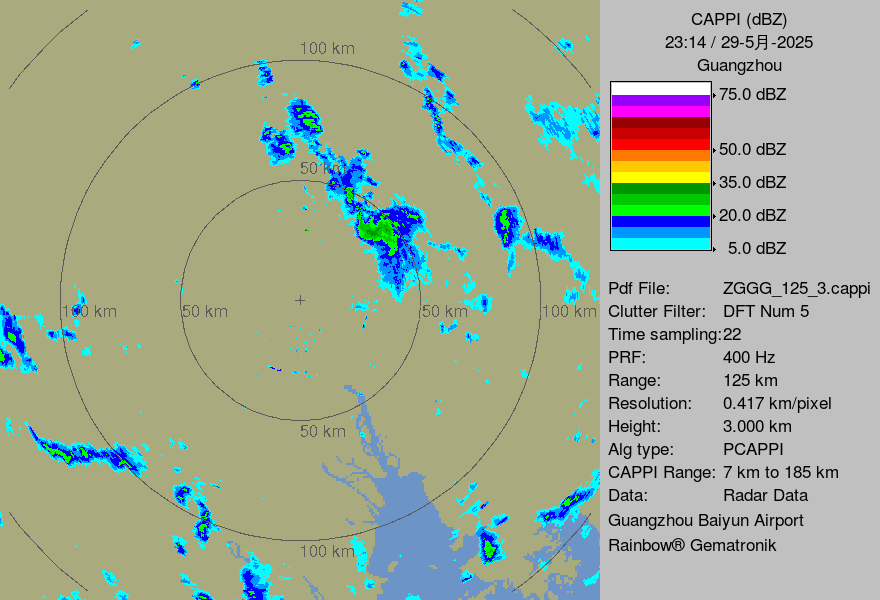 CAPPI (dBZ)
23:14 / 29-5月-2025
Guangzhou
75.0 dBZ
50.0 dBZ
35.0 dBZ
20.0 dBZ
5.0 dBZ
100 km
50 km
100 km
50 km
50 km
100 km
50 km
100 km
Pdf File: ZGGG_125_3.cappi
Clutter Filter: DFT Num 5
Time sampling:22
PRF: 400 Hz
Range: 125 km
Resolution: 0.417 km/pixel
Height: 3.000 km
Alg type: PCAPPI
CAPPI Range: 7 km to 185 km
Data: Radar Data
Guangzhou Baiyun Airport
Rainbow® Gematronik